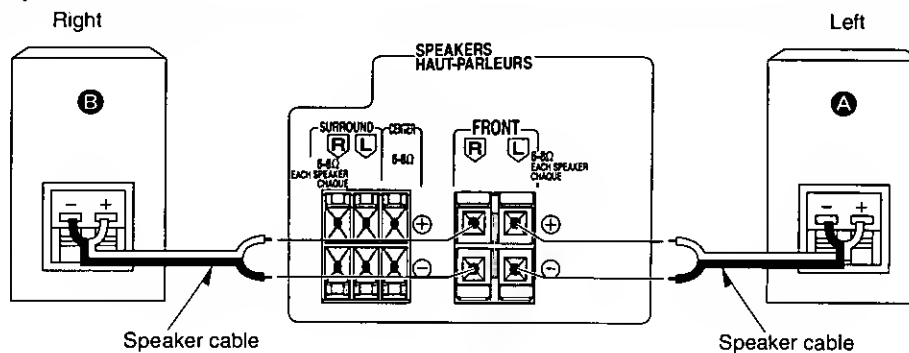 Right
Left
SPEAKERS
HAUT-PARLEURS
B
A
SURROUND
CENTER
FRONT
R L
R L
6-8Ω
EACH SPEAKER
CHAQUE
6-8Ω
6-8Ω
EACH SPEAKER
CHAQUE
- +
- +
+
+
-
-
Speaker cable
Speaker cable